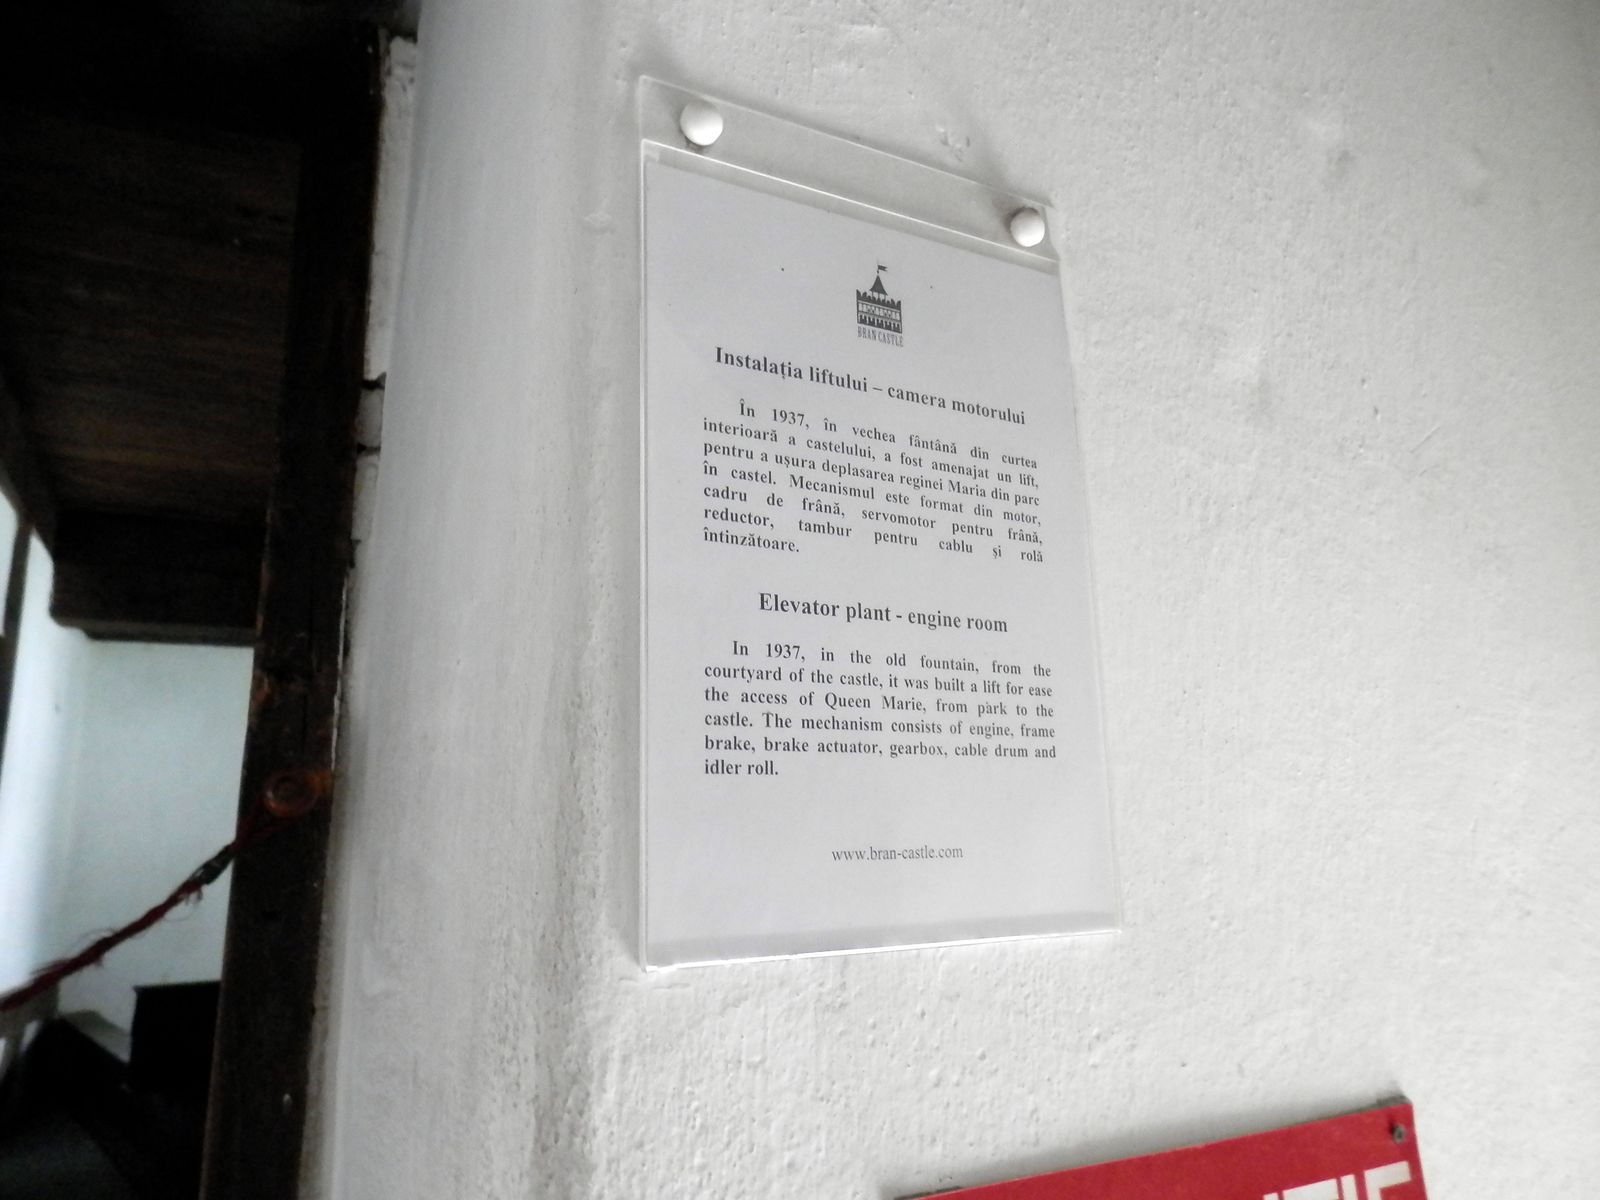 BRAN CASTLE
Instalația liftului – camera motorului
În 1937, în vechea fântână din curtea
interioară a castelului, a fost amenajat un lift,
pentru a ușura deplasarea reginei Maria din parc
în castel. Mecanismul este format din motor,
cadru de frână, servomotor pentru frână,
reductor, tambur pentru cablu și rolă
întinzătoare.
Elevator plant - engine room
In 1937, in the old fountain, from the
courtyard of the castle, it was built a lift for ease
the access of Queen Marie, from park to the
castle. The mechanism consists of engine, frame
brake, brake actuator, gearbox, cable drum and
idler roll.
www.bran-castle.com